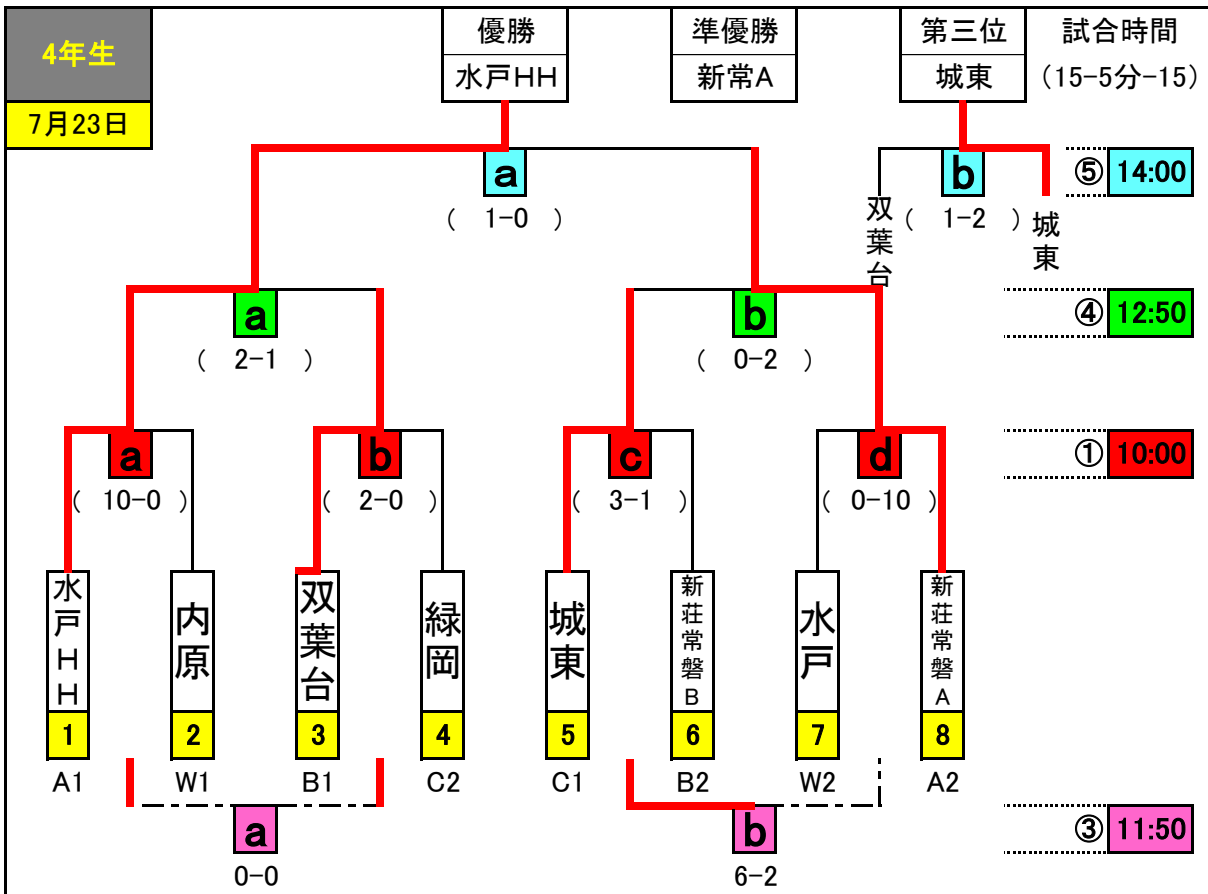 4年生
7月23日
優勝
水戸HH
準優勝
新常A
第三位
城東
試合時間
(15-5分-15)
a
( 1-0 )
双葉台
b
( 1-2 )
城東
⑤ 14:00
a
( 2-1 )
b
( 0-2 )
④ 12:50
a
( 10-0 )
b
( 2-0 )
c
( 3-1 )
d
( 0-10 )
① 10:00
水戸HH
内原
双葉台
緑岡
城東
新荘常磐B
水戸
新荘常磐A
1 2 3 4 5 6 7 8
A1 W1 B1 C2 C1 B2 W2 A2
a
0-0
b
6-2
③ 11:50